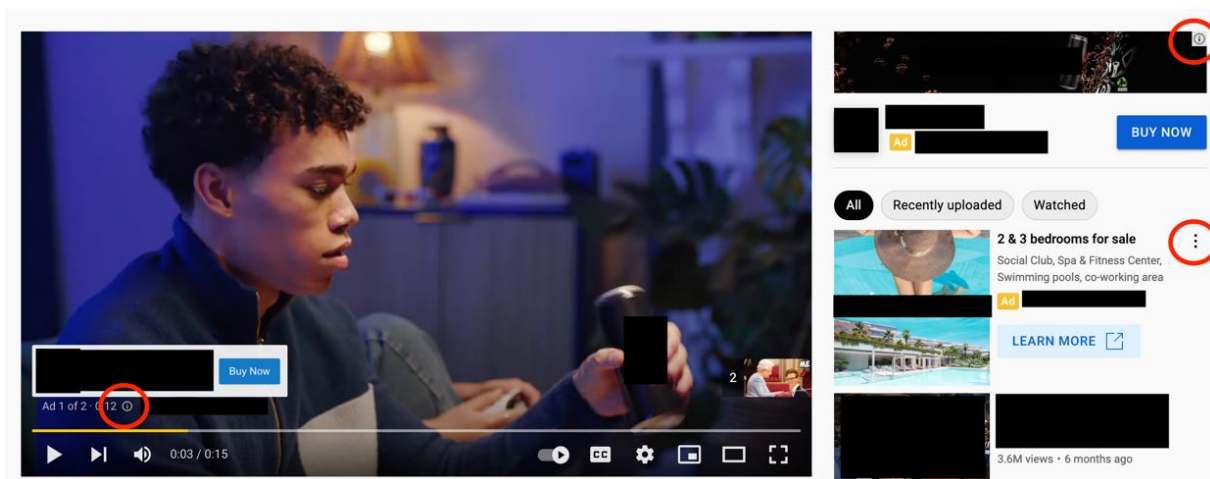 Buy Now
Ad 1 of 2 · 0:12
2
0:03 / 0:15
CC
Ad
BUY NOW
All
Recently uploaded
Watched
2 & 3 bedrooms for sale
Social Club, Spa & Fitness Center,
Swimming pools, co-working area
Ad
LEARN MORE
3.6M views • 6 months ago